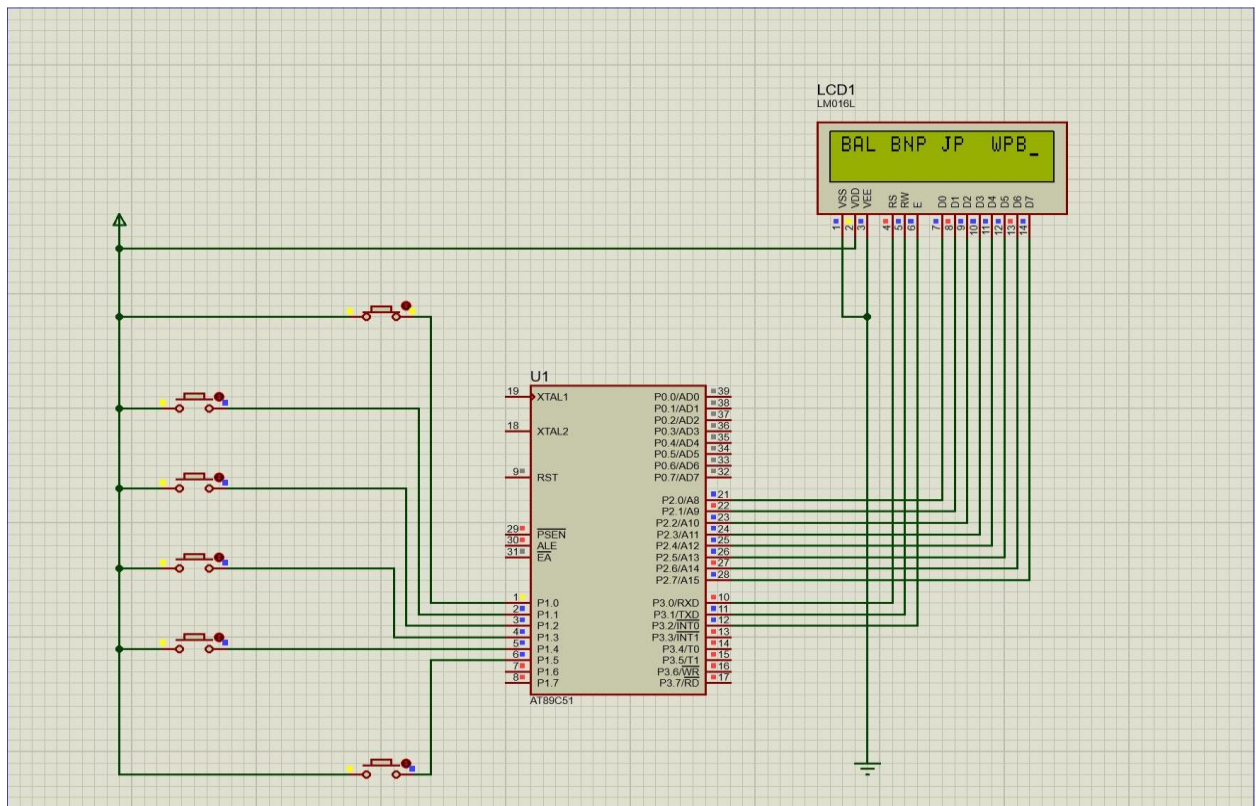 LCD1
LM016L
BAL BNP JP WPB_
VSS
VDD
VEE
RS
RW
E
D0
D1
D2
D3
D4
D5
D6
D7
1
2
3
4
5
6
7
8
9
10
11
12
13
14
U1
19 XTAL1
18 XTAL2
9 RST
29 PSEN
30 ALE
31 EA
1 P1.0
2 P1.1
3 P1.2
4 P1.3
5 P1.4
6 P1.5
7 P1.6
8 P1.7
P0.0/AD0 39
P0.1/AD1 38
P0.2/AD2 37
P0.3/AD3 36
P0.4/AD4 35
P0.5/AD5 34
P0.6/AD6 33
P0.7/AD7 32
P2.0/A8 21
P2.1/A9 22
P2.2/A10 23
P2.3/A11 24
P2.4/A12 25
P2.5/A13 26
P2.6/A14 27
P2.7/A15 28
P3.0/RXD 10
P3.1/TXD 11
P3.2/INT0 12
P3.3/INT1 13
P3.4/T0 14
P3.5/T1 15
P3.6/WR 16
P3.7/RD 17
AT89C51